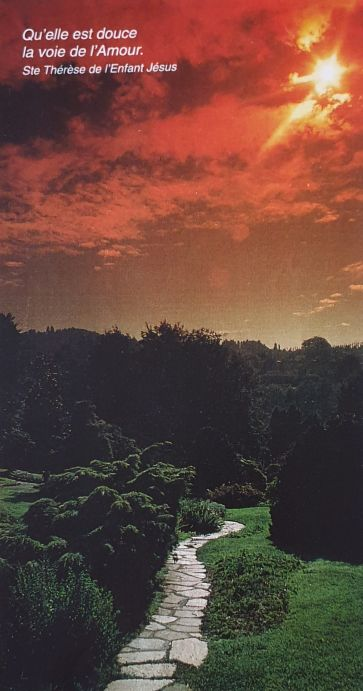 Qu'elle est douce
la voie de l'Amour.
Ste Thérèse de l'Enfant Jésus